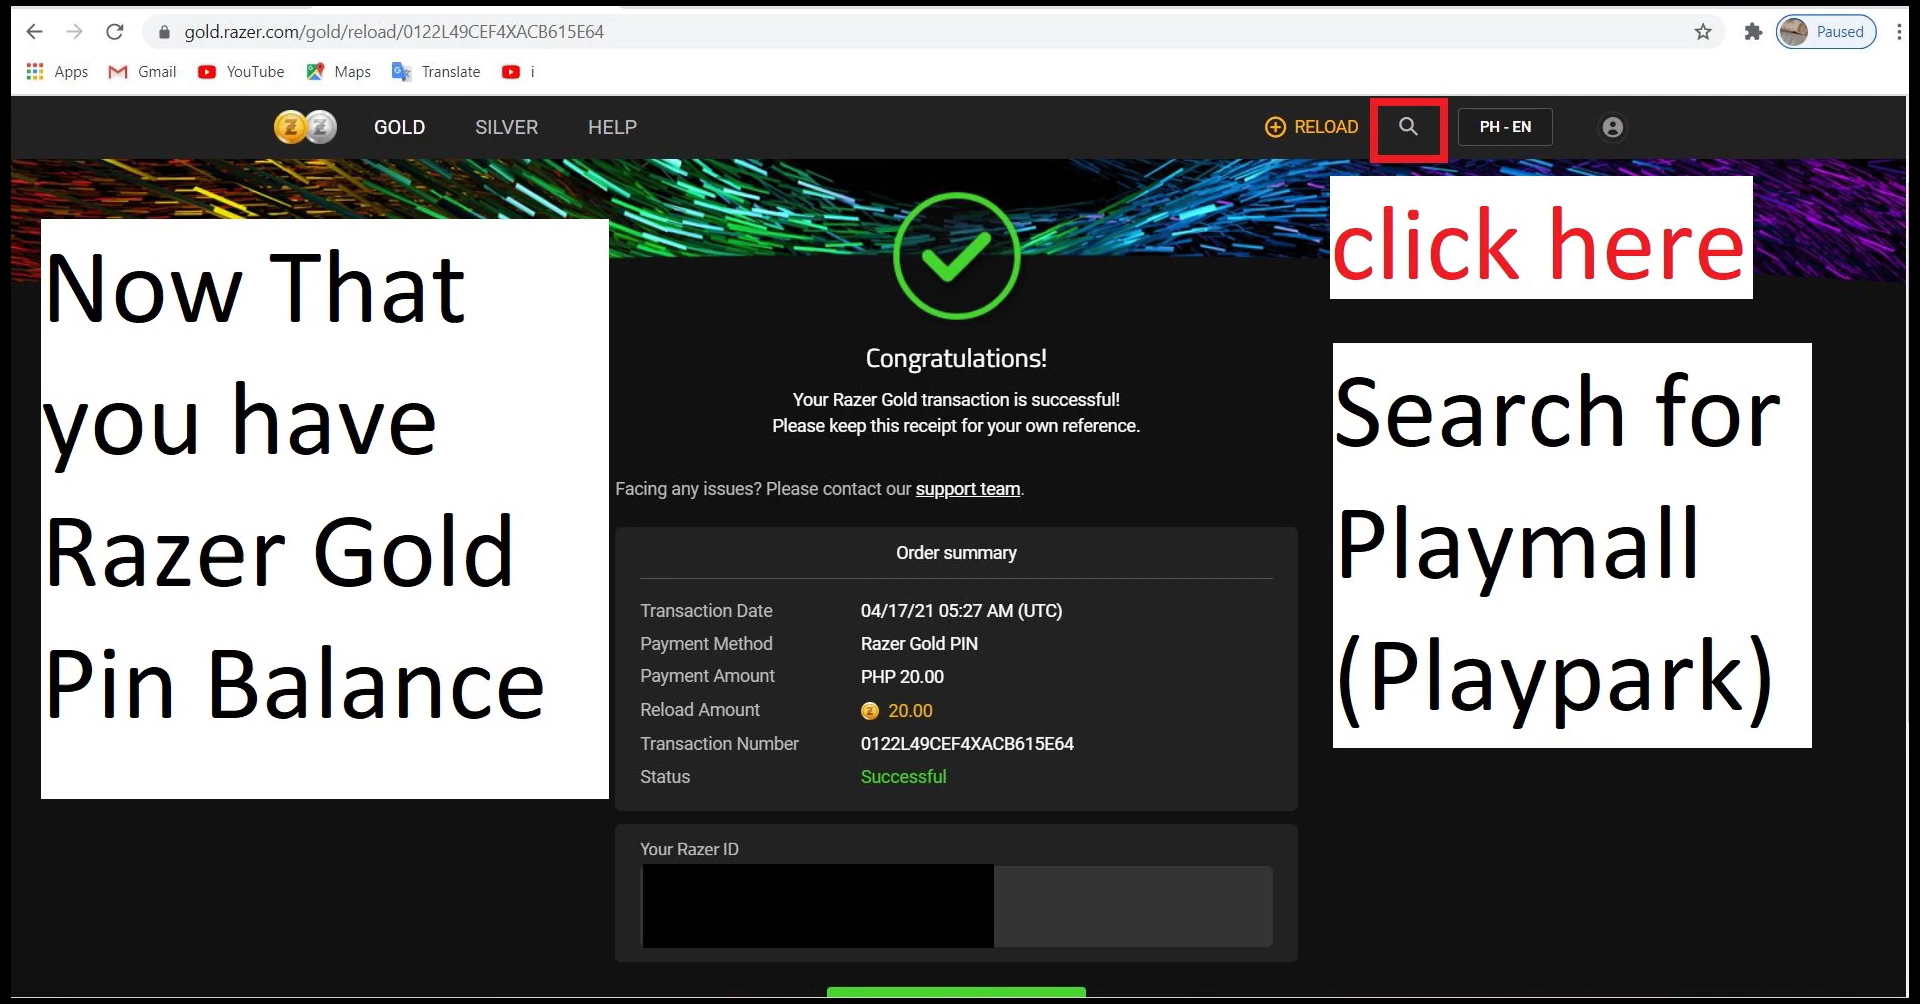 gold.razer.com/gold/reload/0122L49CEF4XACB615E64
Paused
Apps
Gmail
YouTube
Maps
Translate
i
GOLD
SILVER
HELP
RELOAD
PH - EN
click here
Now That
you have
Razer Gold
Pin Balance
Congratulations!
Your Razer Gold transaction is successful!
Please keep this receipt for your own reference.
Facing any issues? Please contact our support team.
Order summary
Transaction Date 04/17/21 05:27 AM (UTC)
Payment Method Razer Gold PIN
Payment Amount PHP 20.00
Reload Amount 20.00
Transaction Number 0122L49CEF4XACB615E64
Status Successful
Your Razer ID
Search for
Playmall
(Playpark)